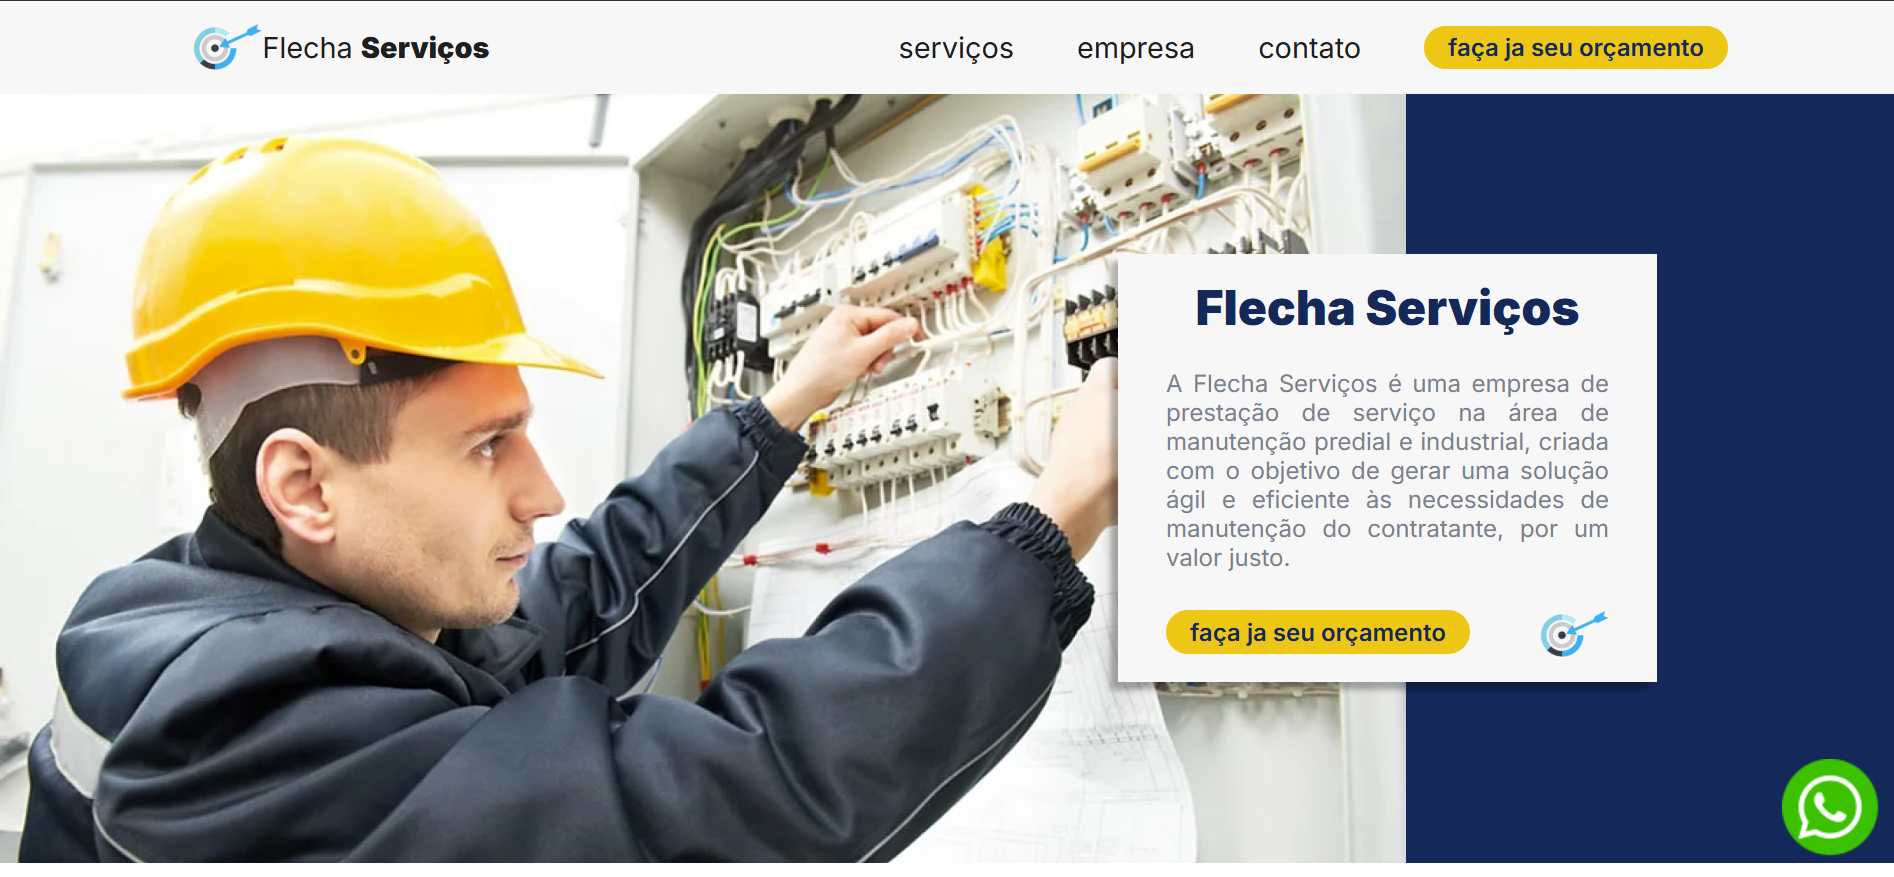 Flecha Serviços
serviços
empresa
contato
faça ja seu orçamento
Flecha Serviços
A Flecha Serviços é uma empresa de
prestação de serviço na área de
manutenção predial e industrial, criada
com o objetivo de gerar uma solução
ágil e eficiente às necessidades de
manutenção do contratante, por um
valor justo.
faça ja seu orçamento